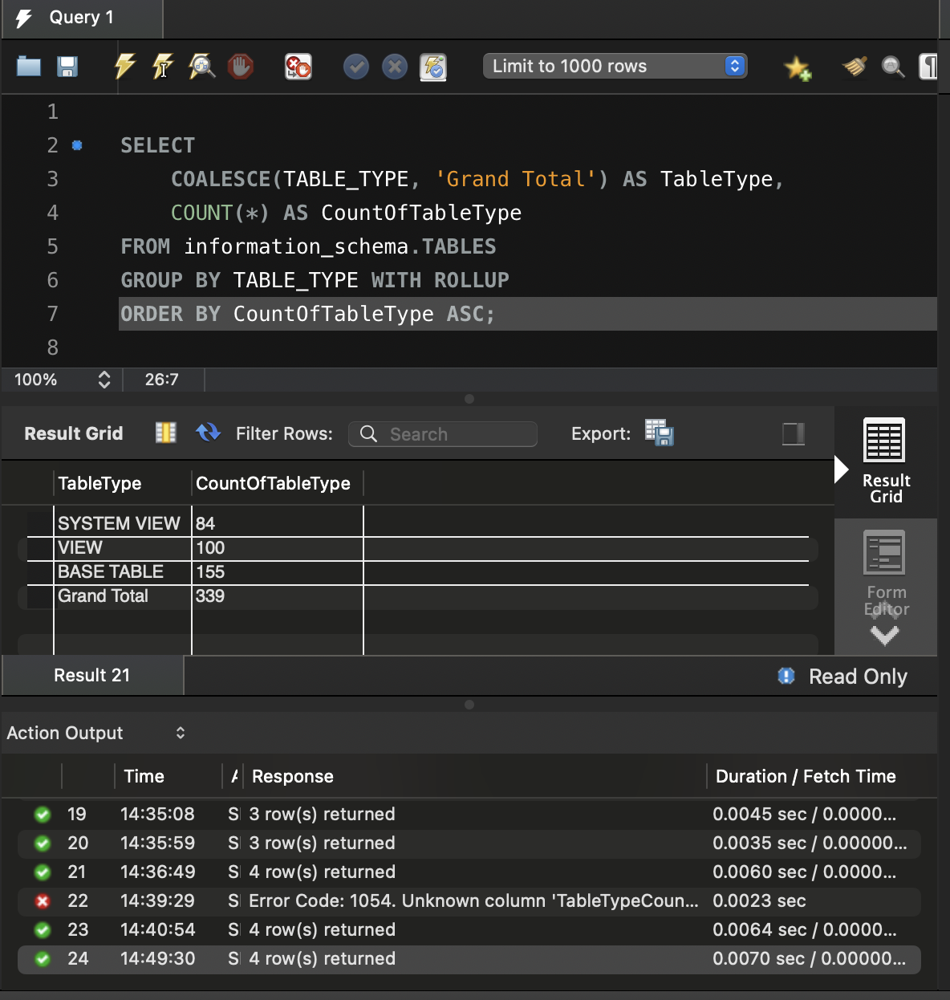 Query 1
Limit to 1000 rows
1
2 SELECT
3 COALESCE(TABLE_TYPE, 'Grand Total') AS TableType,
4 COUNT(*) AS CountOfTableType
5 FROM information_schema.TABLES
6 GROUP BY TABLE_TYPE WITH ROLLUP
7 ORDER BY CountOfTableType ASC;
8
100% 26:7
Result Grid Filter Rows: Search Export:
Result
Grid
TableType CountOfTableType
SYSTEM VIEW 84
VIEW 100
BASE TABLE 155
Grand Total 339
Form
Editor
Result 21 Read Only
Action Output
Time A Response Duration / Fetch Time
19 14:35:08 S 3 row(s) returned 0.0045 sec / 0.0000...
20 14:35:59 S 3 row(s) returned 0.0035 sec / 0.00000...
21 14:36:49 S 4 row(s) returned 0.0060 sec / 0.0000...
22 14:39:29 S Error Code: 1054. Unknown column 'TableTypeCoun... 0.0023 sec
23 14:40:54 S 4 row(s) returned 0.0064 sec / 0.0000...
24 14:49:30 S 4 row(s) returned 0.0070 sec / 0.00000...